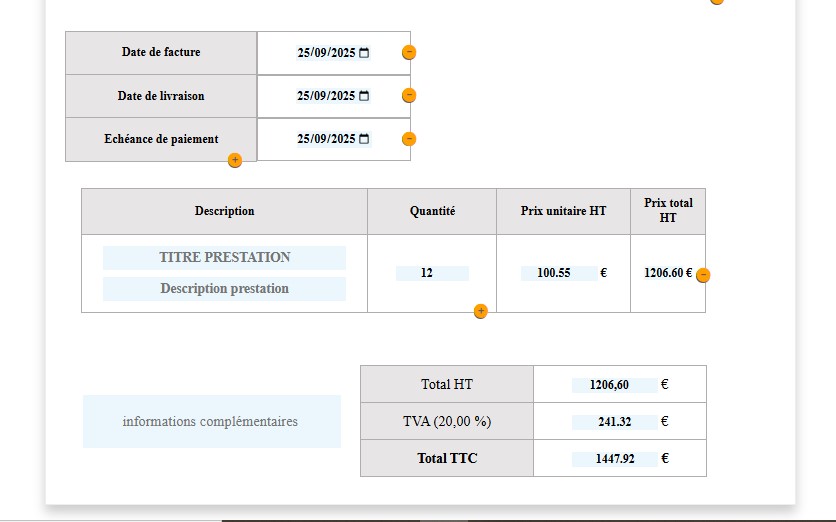 Date de facture 25/09/2025
Date de livraison 25/09/2025
Echéance de paiement 25/09/2025
Description Quantité Prix unitaire HT Prix total HT
TITRE PRESTATION
Description prestation
12 100.55 € 1206.60 €
Total HT 1206,60 €
informations complémentaires
TVA (20,00 %) 241.32 €
Total TTC 1447.92 €